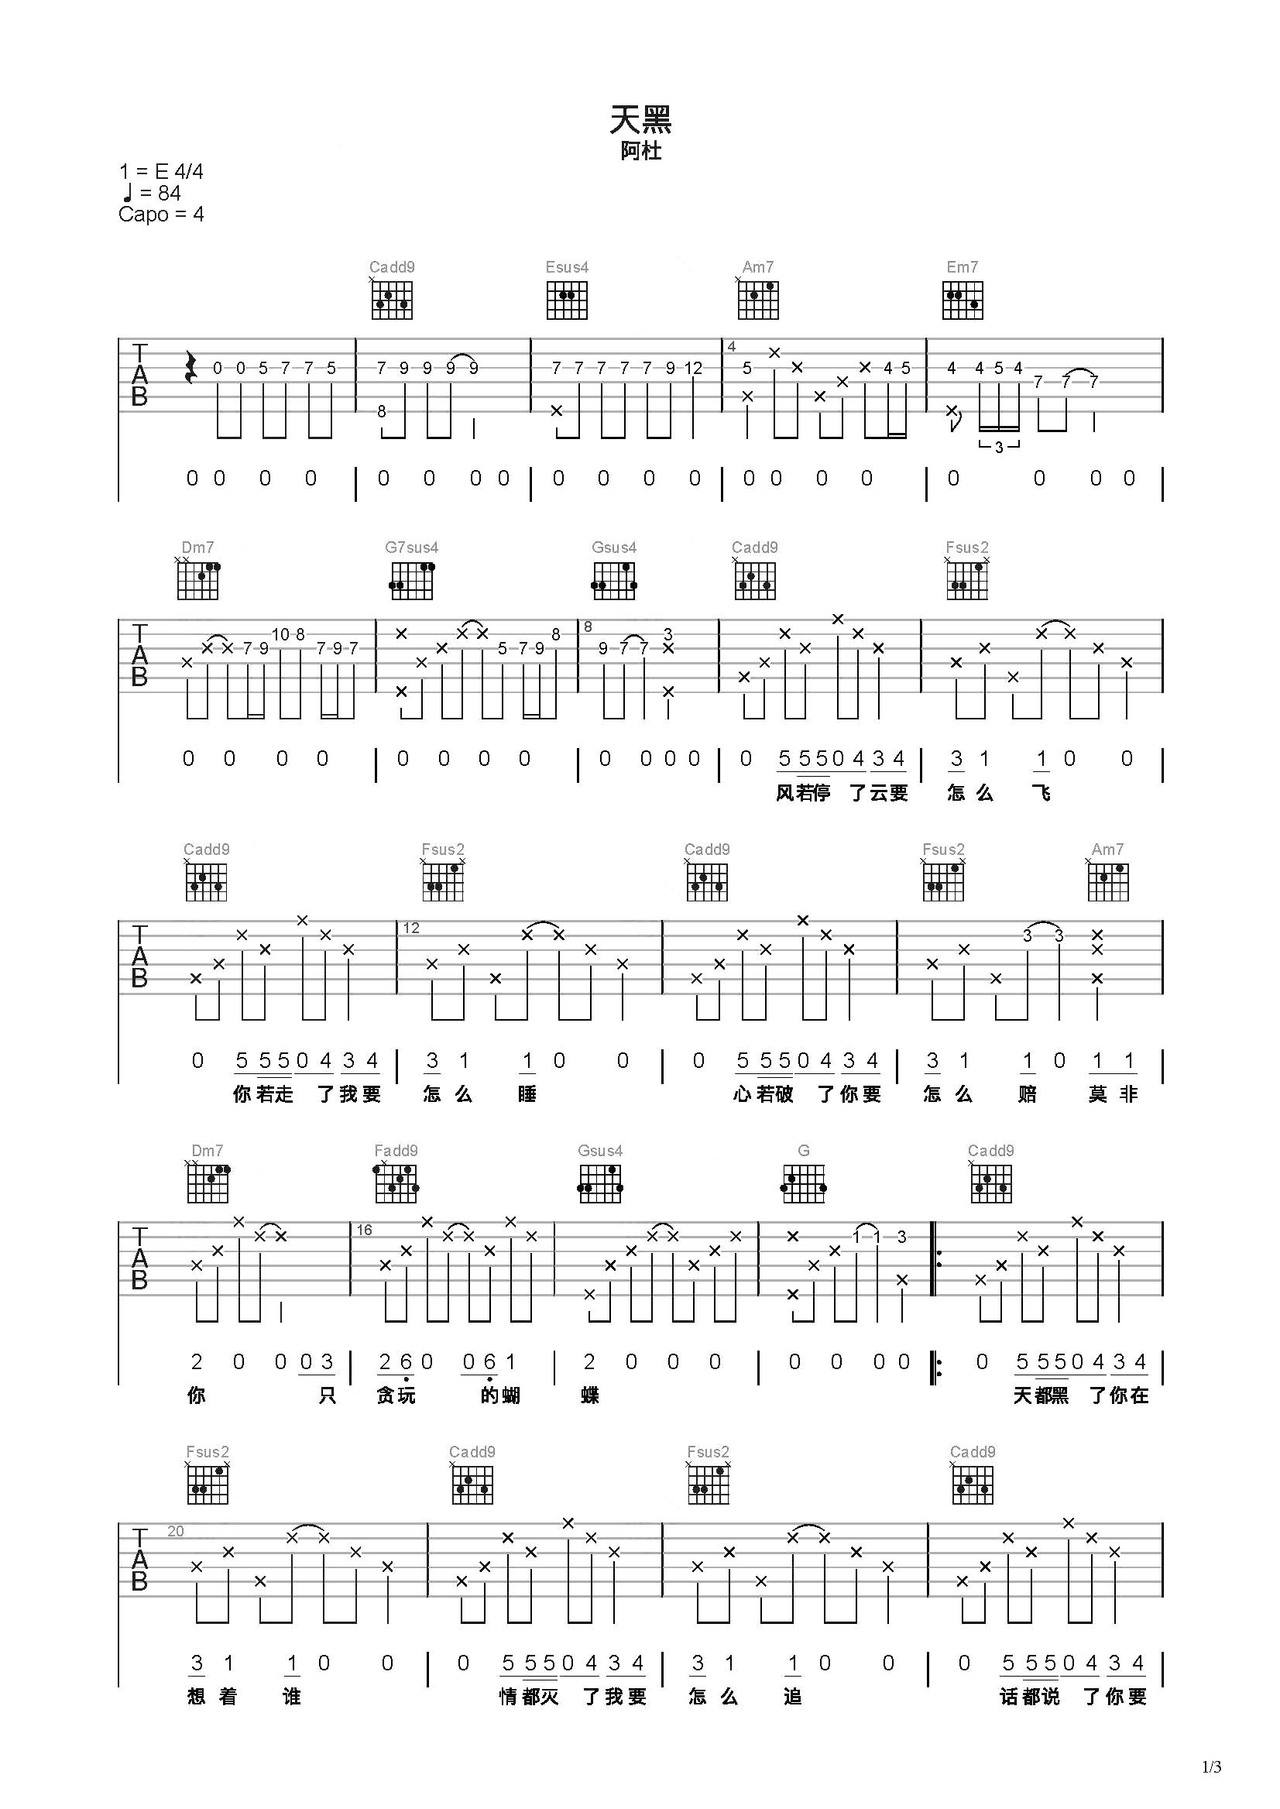 天黑
阿杜
1 = E 4/4
♩ = 84
Capo = 4
Cadd9 Esus4 Am7 Em7
T A B 0 0 5 7 7 5 7 8 9 9 9 9 7 7 7 7 7 9 12 4 5 4 5 4 4 5 4 7 7 7
3
0 0 0 0 0 0 0 0 0 0 0 0 0 0 0 0 0 0 0 0
Dm7 G7sus4 Gsus4 Cadd9 Fsus2
T A B 7 9 10 8 7 9 7 5 7 9 8 8 9 7 7 3
0 0 0 0 0 0 0 0 0 0 0 0 0 5 5 5 0 4 3 4 3 1 1 0 0
风若停 了云要 怎么 飞
Cadd9 Fsus2 Cadd9 Fsus2 Am7
T A B 12 3 3
0 5 5 5 0 4 3 4 3 1 1 0 0 0 5 5 5 0 4 3 4 3 1 1 0 1 1
你若走 了我要 怎么 睡 心若破 了你要 怎么 赔 莫非
Dm7 Fadd9 Gsus4 G Cadd9
T A B 16 1 1 3
2 0 0 0 3 2 6 0 0 6 1 2 0 0 0 0 0 0 0 0 5 5 5 0 4 3 4
你 只 贪玩 的蝴 蝶 天都黑 了你在
Fsus2 Cadd9 Fsus2 Cadd9
T A B 20
3 1 1 0 0 0 5 5 5 0 4 3 4 3 1 1 0 0 0 5 5 5 0 4 3 4
想着 谁 情都灭 了我要 怎么 追 话都说 了你要
1/3